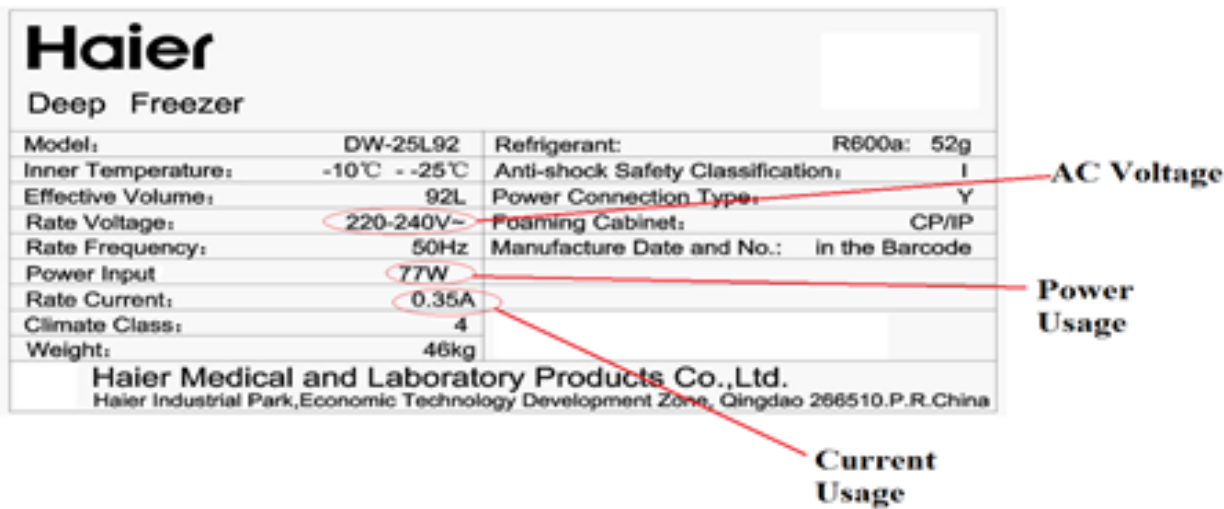 Haier
Deep Freezer
Model: DW-25L92 Refrigerant: R600a: 52g
Inner Temperature: -10℃ - -25℃ Anti-shock Safety Classification: I
AC Voltage
Effective Volume: 92L Power Connection Type: Y
Rate Voltage: 220-240V~ Foaming Cabinet: CP/IP
Rate Frequency: 50Hz Manufacture Date and No.: in the Barcode
Power Input 77W
Power
Usage
Rate Current: 0.35A
Climate Class: 4
Weight: 46kg
Haier Medical and Laboratory Products Co.,Ltd.
Haier Industrial Park,Economic Technology Development Zone, Qingdao 266510.P.R.China
Current
Usage